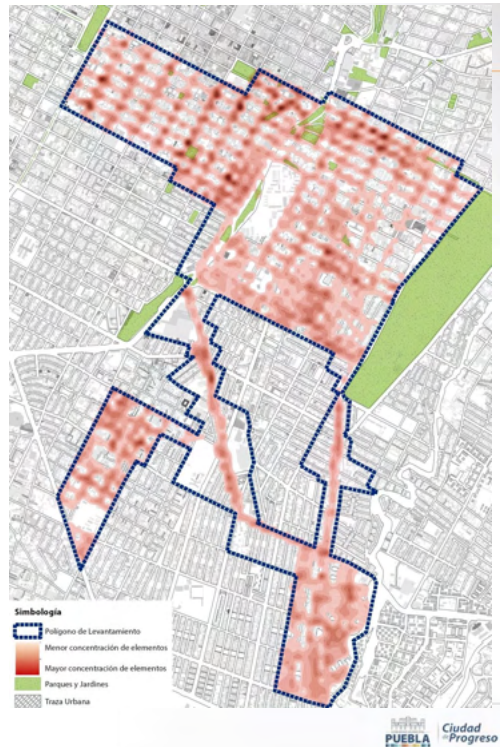 Simbología
Polígono de Levantamiento
Menor concentración de elementos
Mayor concentración de elementos
Parques y Jardines
Traza Urbana
PUEBLA
Ciudad
de Progreso